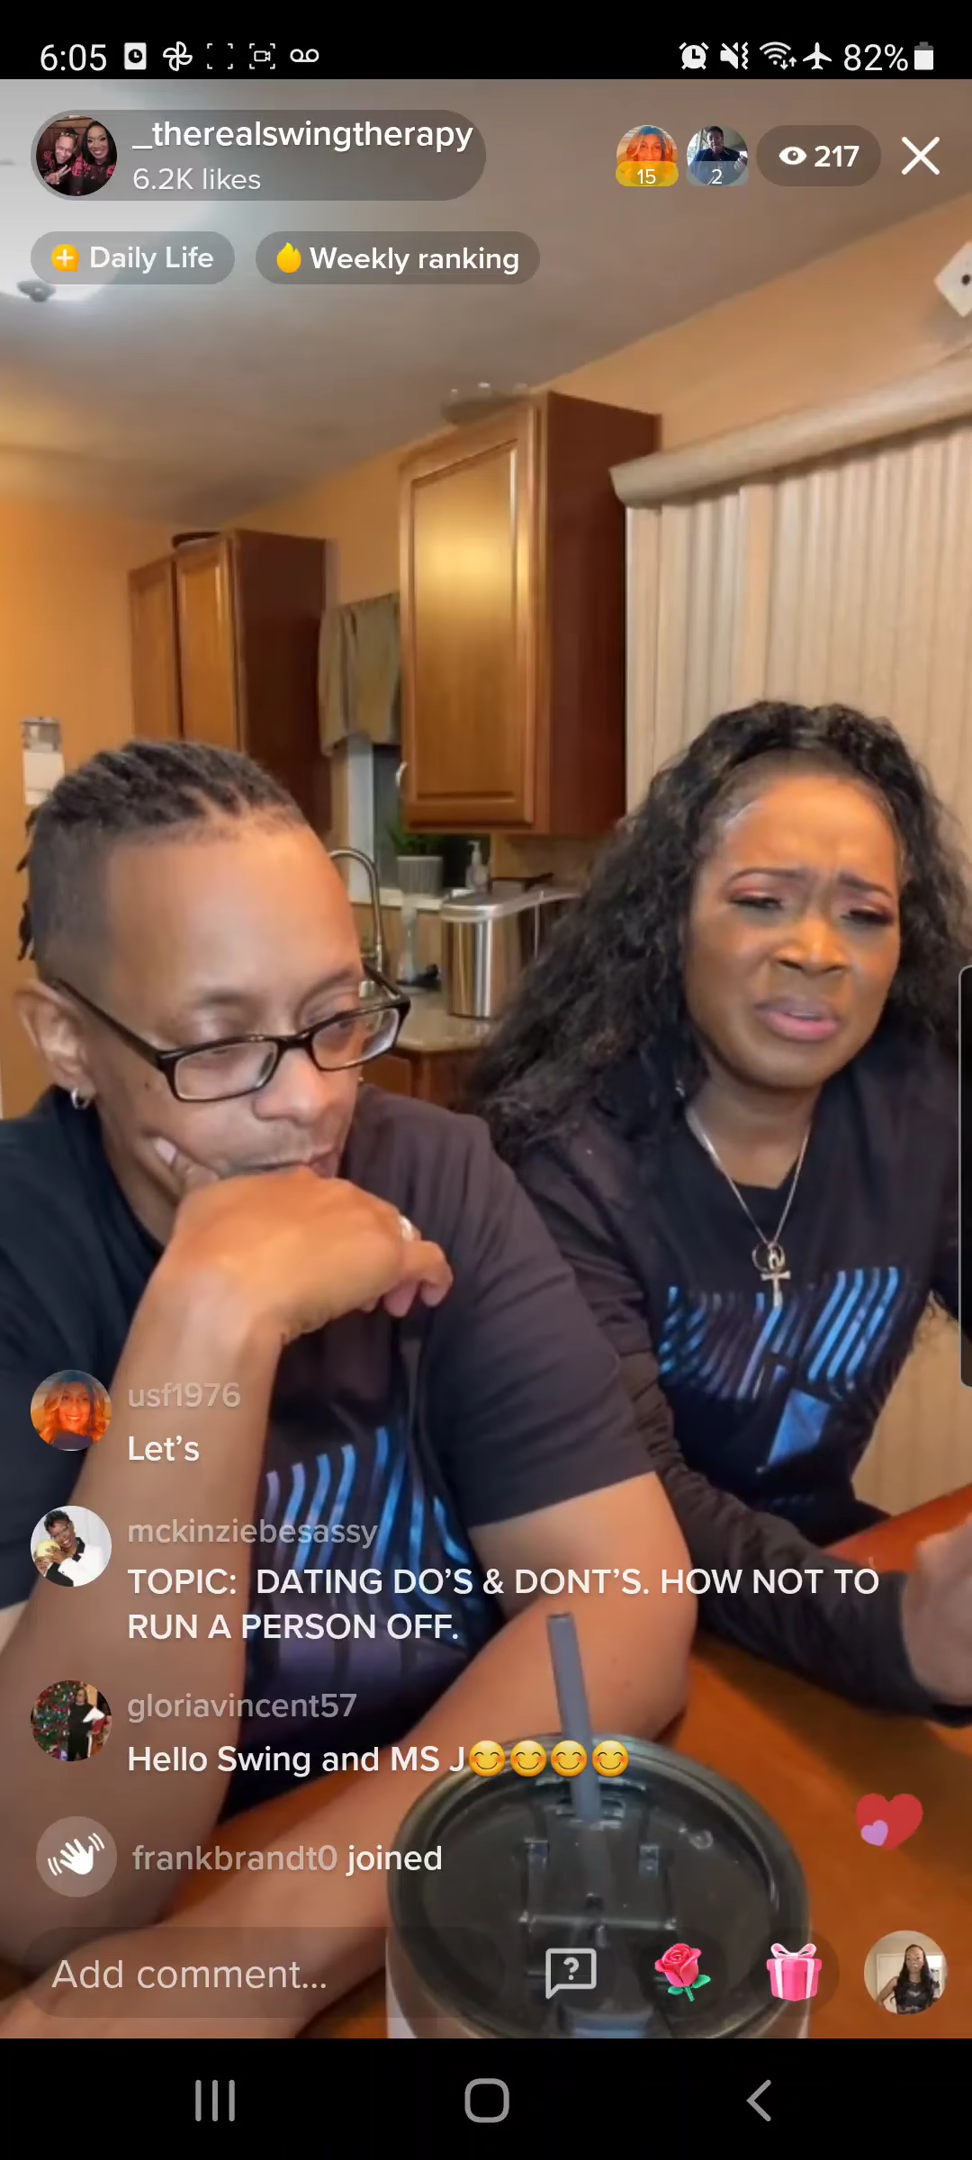 6:05
82%
_therealswingtherapy
6.2K likes
15
2
217
Daily Life
Weekly ranking
usf1976
Let’s
mckinziebesassy
TOPIC:  DATING DO’S & DONT’S. HOW NOT TO
RUN A PERSON OFF.
gloriavincent57
Hello Swing and MS J😊😊😊😊
frankbrandt0 joined
Add comment...